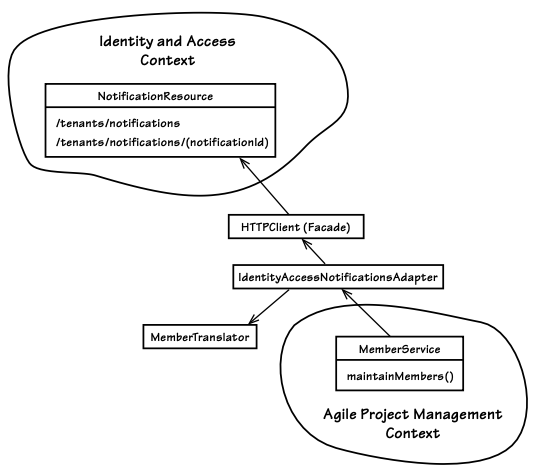 Identity and Access
Context
NotificationResource
/tenants/notifications
/tenants/notifications/(notificationId)
HTTPClient (Facade)
IdentityAccessNotificationsAdapter
MemberTranslator
MemberService
maintainMembers()
Agile Project Management
Context